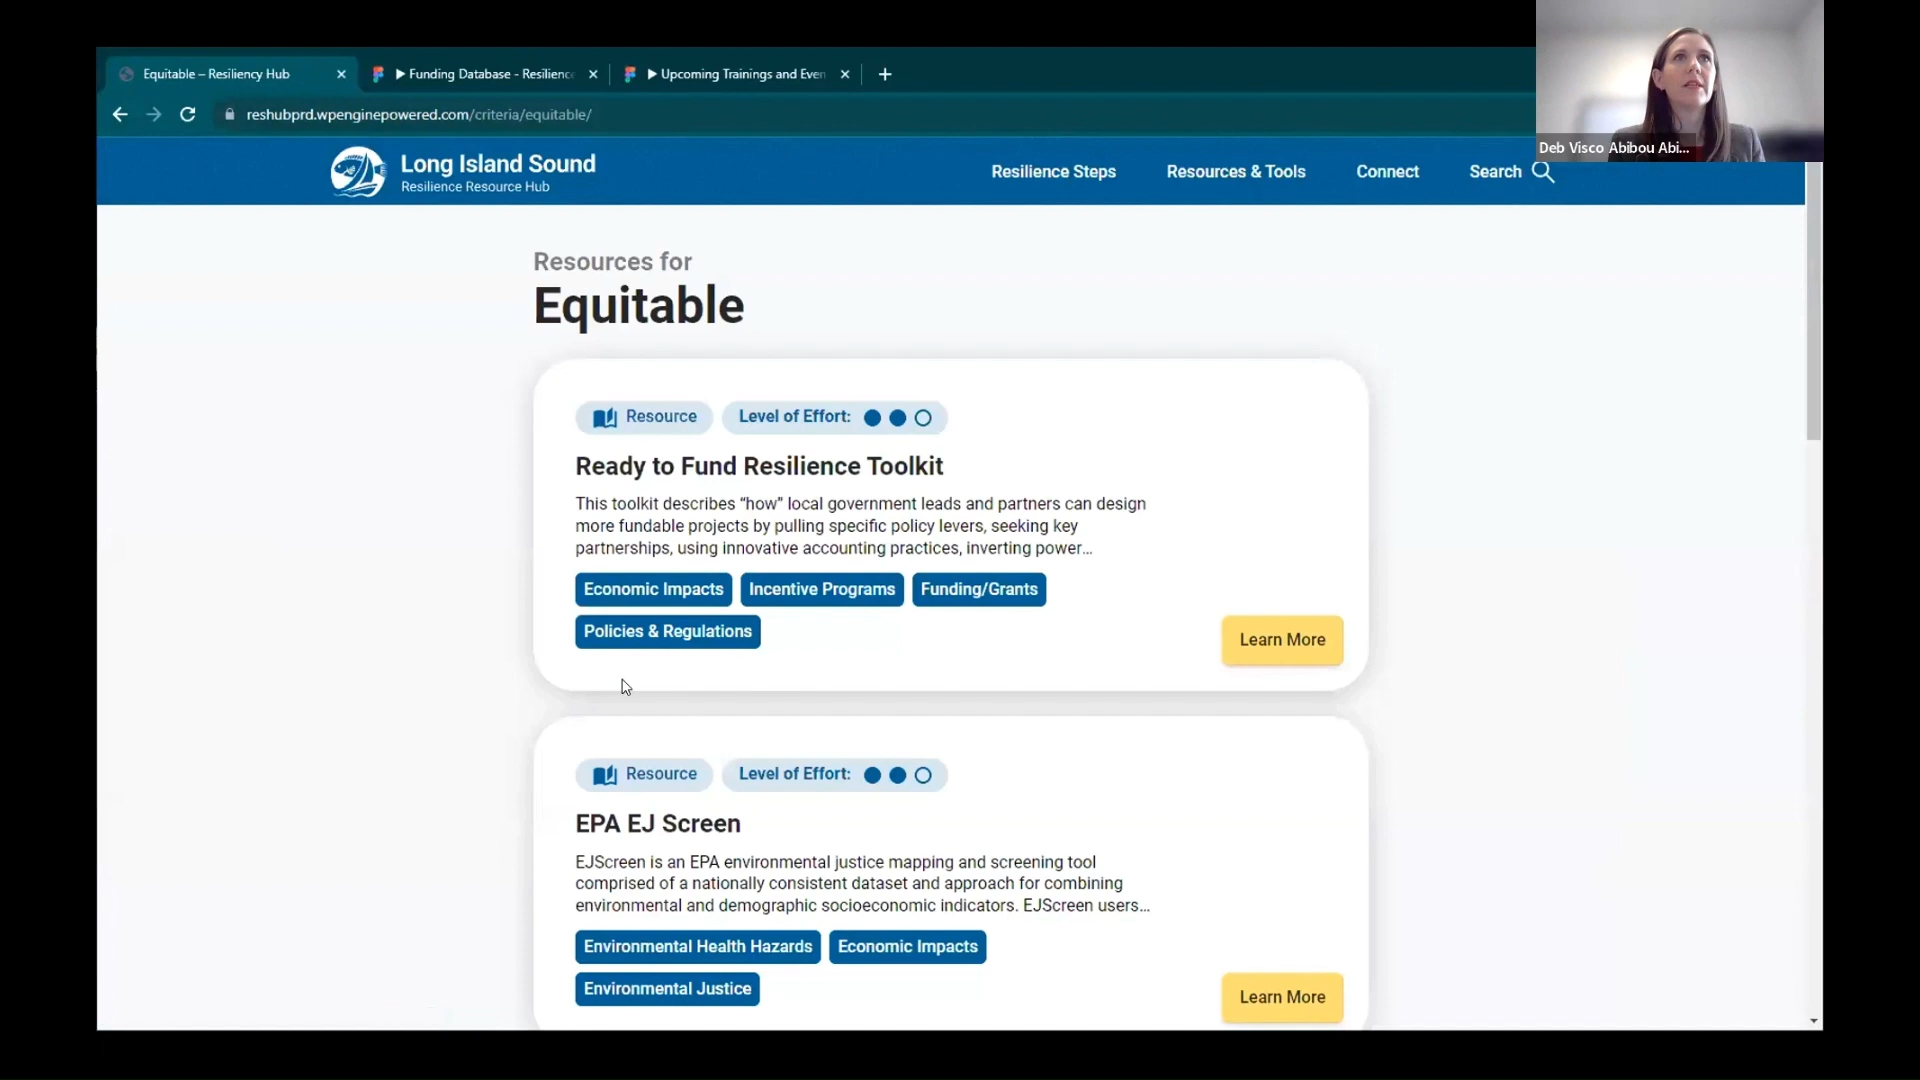 Equitable – Resiliency Hub
Funding Database - Resilienc
Upcoming Trainings and Even
reshubprd.wpenginepowered.com/criteria/equitable/
Deb Visco Abibou Abi...
Long Island Sound
Resilience Resource Hub
Resilience Steps
Resources & Tools
Connect
Search
Resources for
Equitable
Resource
Level of Effort:
Ready to Fund Resilience Toolkit
This toolkit describes “how” local government leads and partners can design
more fundable projects by pulling specific policy levers, seeking key
partnerships, using innovative accounting practices, inverting power...
Economic Impacts
Incentive Programs
Funding/Grants
Policies & Regulations
Learn More
Resource
Level of Effort:
EPA EJ Screen
EJScreen is an EPA environmental justice mapping and screening tool
comprised of a nationally consistent dataset and approach for combining
environmental and demographic socioeconomic indicators. EJScreen users...
Environmental Health Hazards
Economic Impacts
Environmental Justice
Learn More